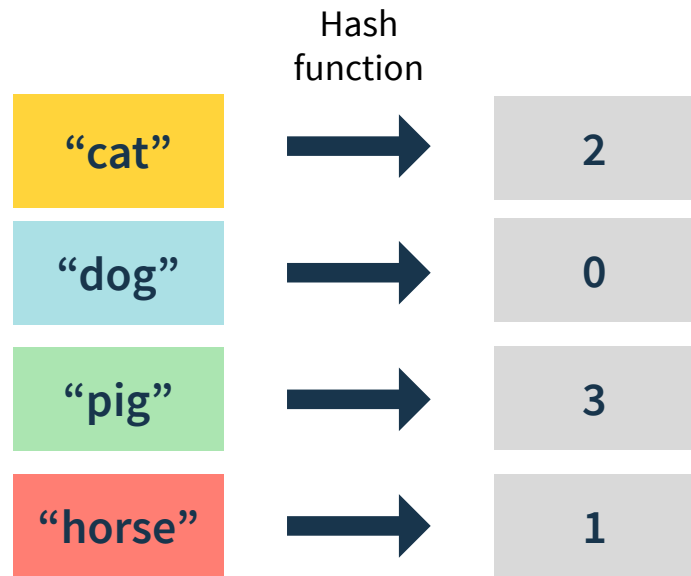 Hash
function
“cat”
2
“dog”
0
“pig”
3
“horse”
1